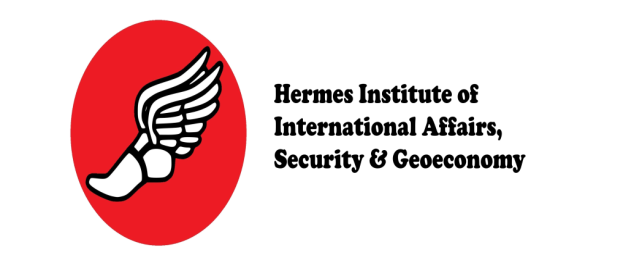 Hermes Institute of
International Affairs,
Security & Geoeconomy